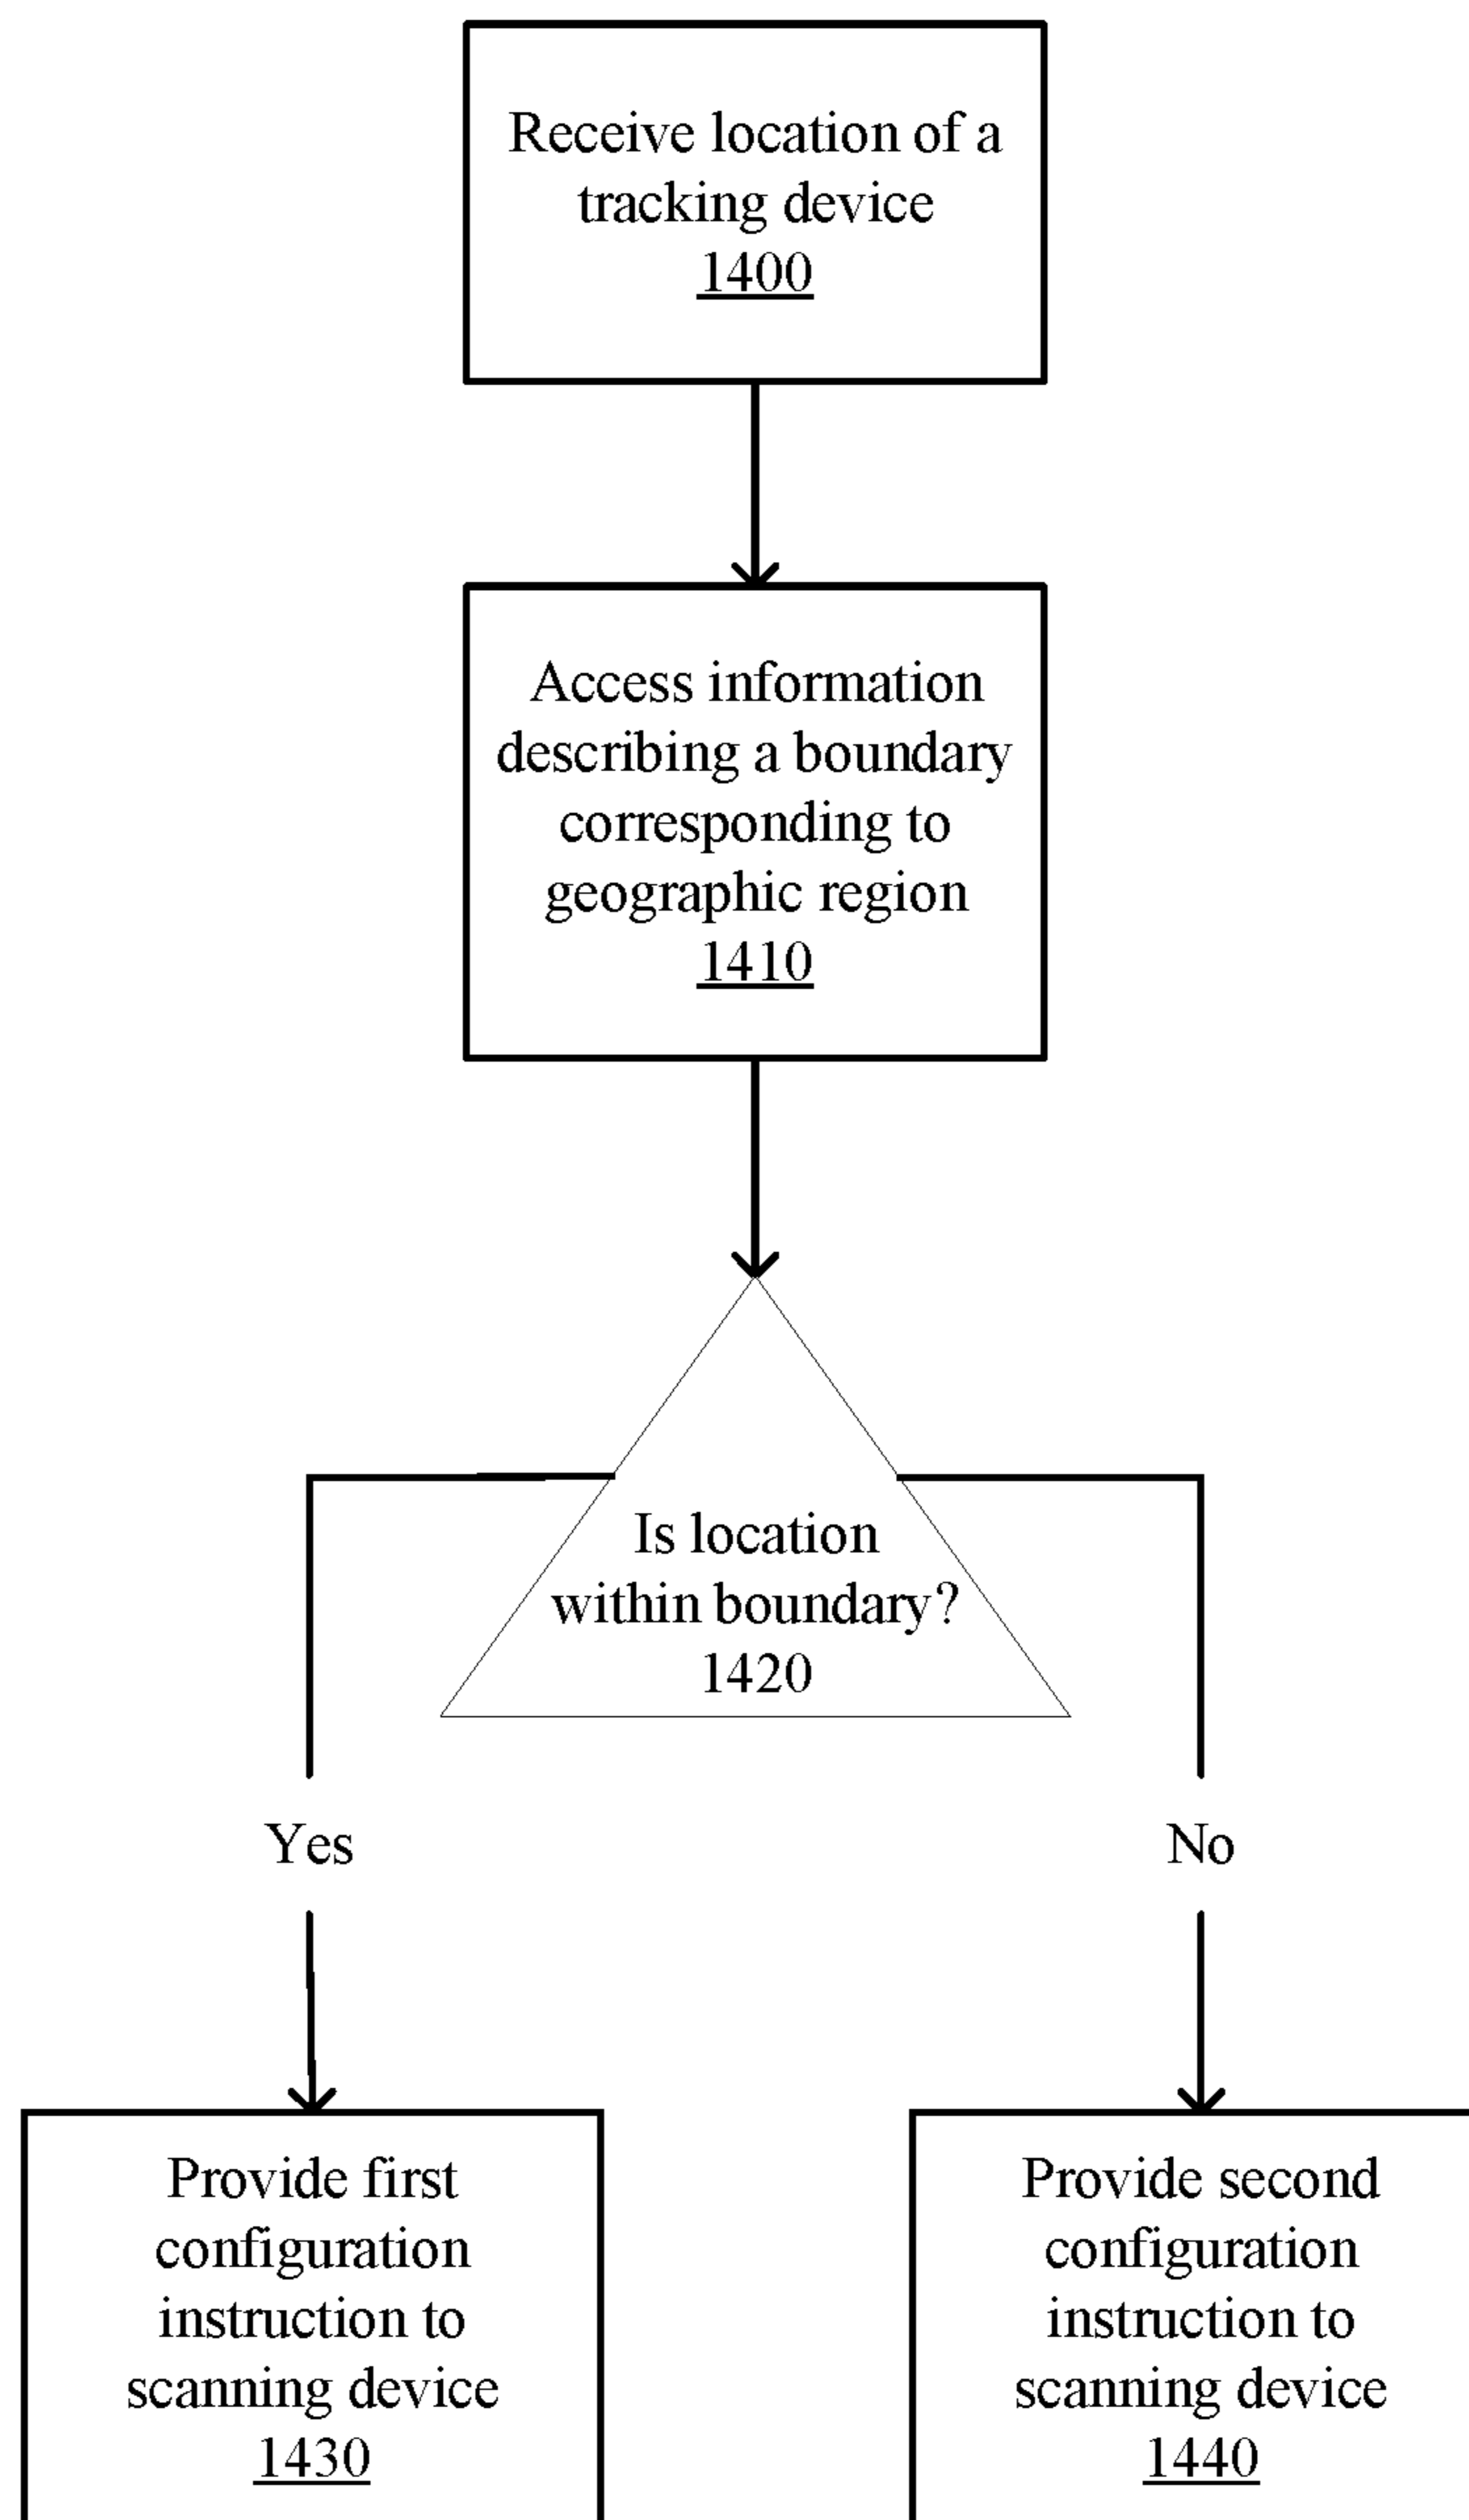 Receive location of a
tracking device
1400
Access information
describing a boundary
corresponding to
geographic region
1410
Is location
within boundary?
1420
Yes
No
Provide first
configuration
instruction to
scanning device
1430
Provide second
configuration
instruction to
scanning device
1440